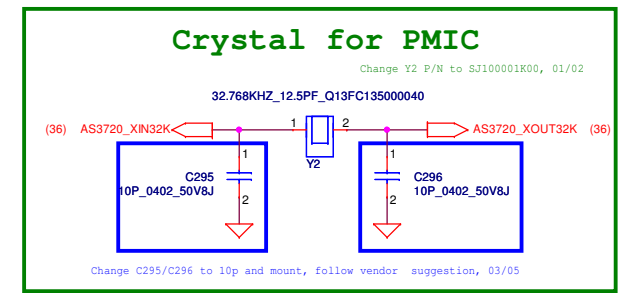 Crystal for PMIC
Change Y2 P/N to SJ100001K00, 01/02
32.768KHZ_12.5PF_Q13FC135000040
(36) AS3720_XIN32K 1 2 AS3720_XOUT32K (36)
Y2
1 1
C295 C296
10P_0402_50V8J 10P_0402_50V8J
2 2
Change C295/C296 to 10p and mount, follow vendor suggestion, 03/05